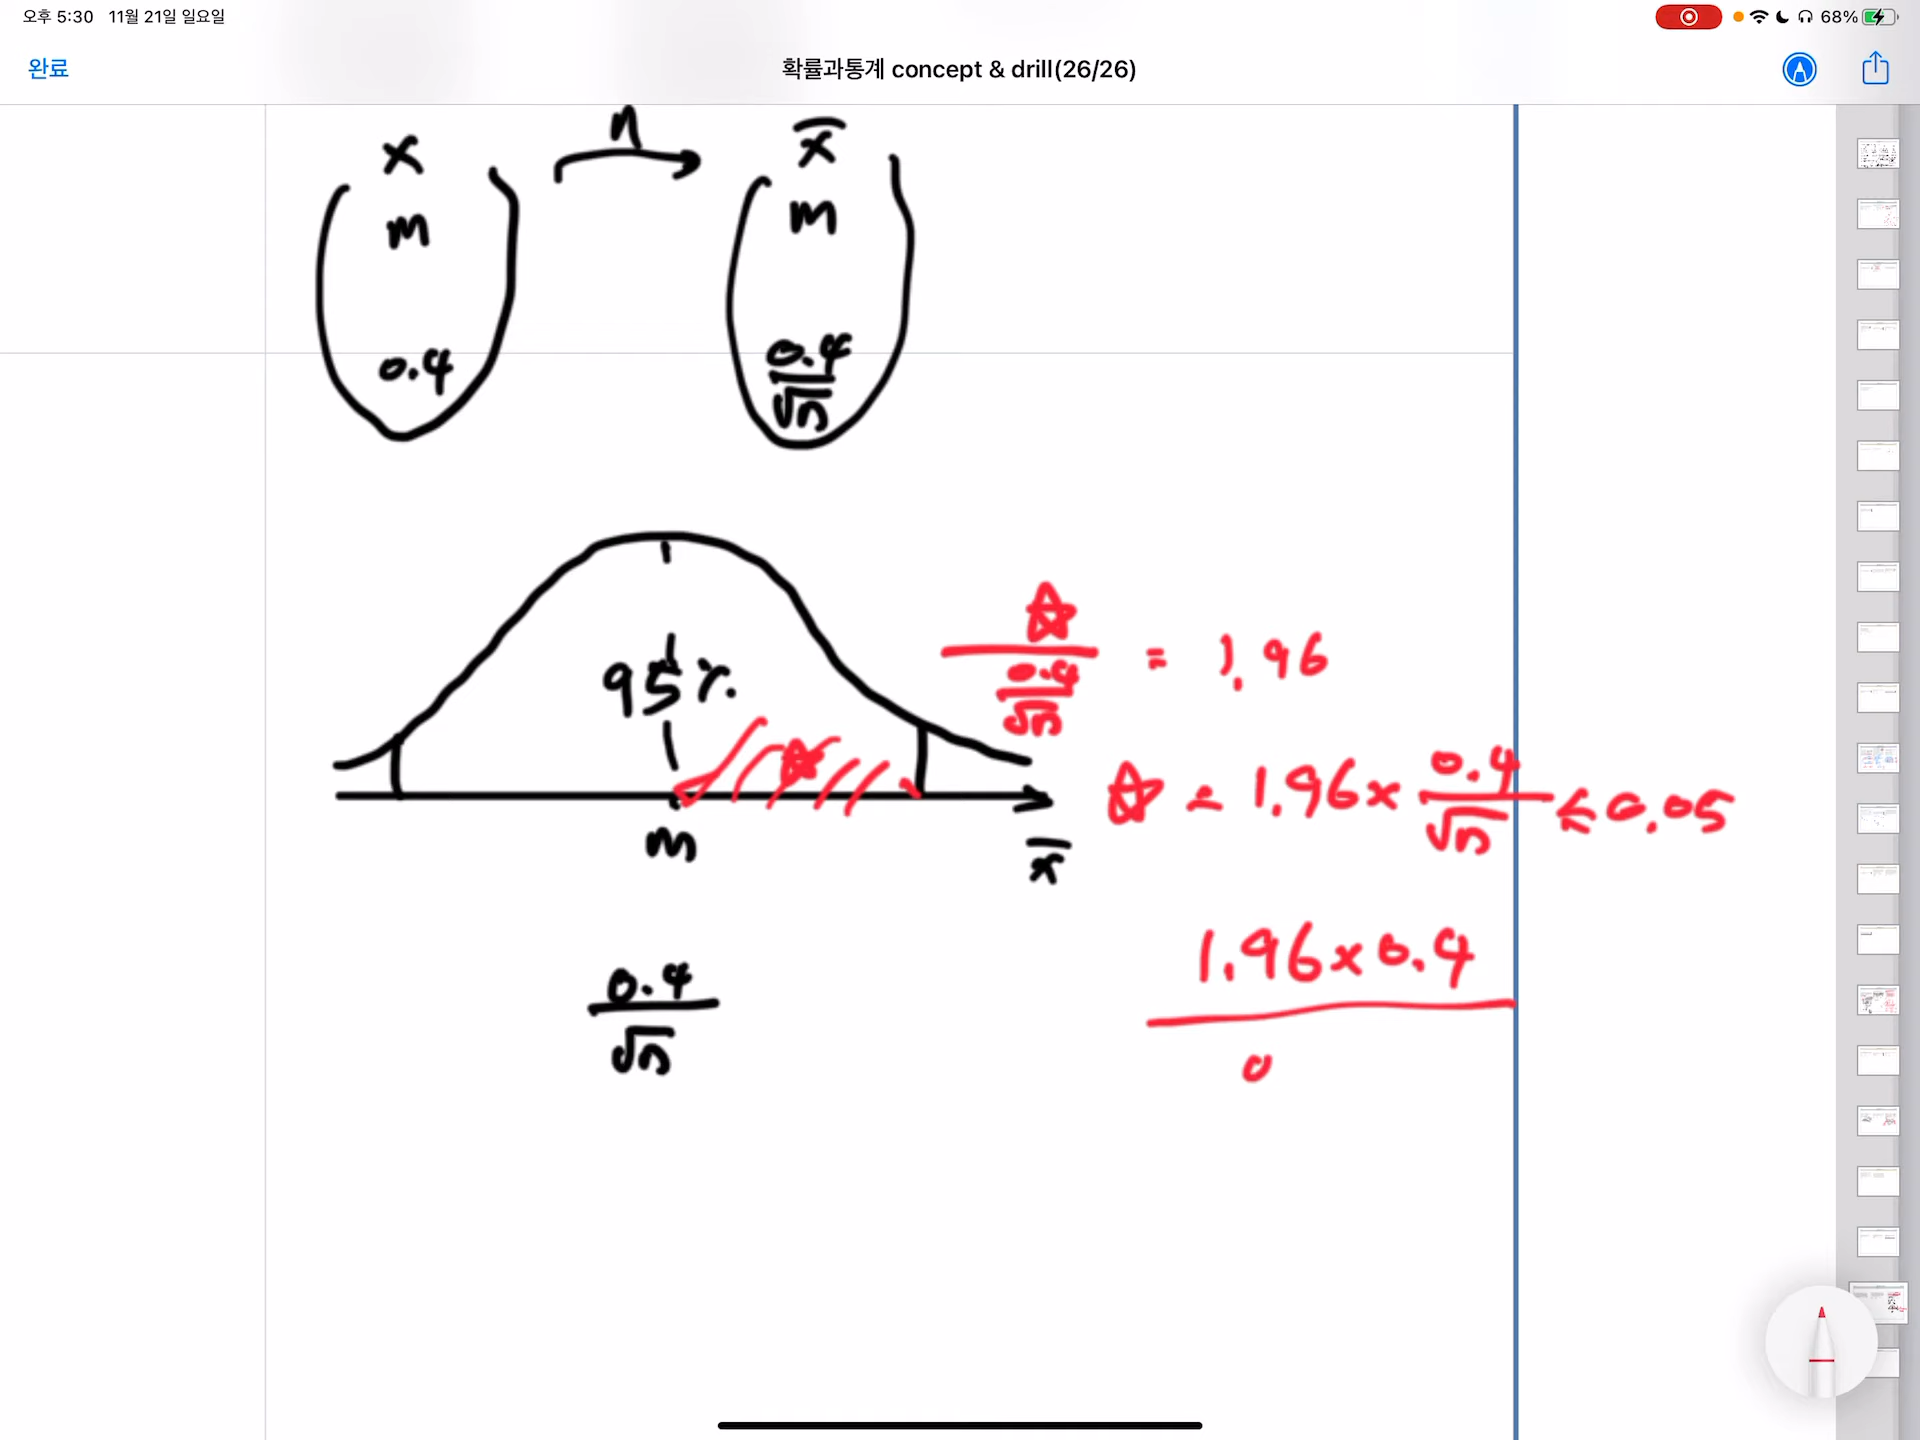 오후 5:30 11월 21일 일요일
68%
완료
확률과통계 concept & drill(26/26)
x n x̄
m m
0.4 0.4/√n
95%
☆/(0.4/√n) = 1.96
☆
☆ = 1.96 × 0.4/√n ≤ 0.05
m
x̄
1.96×0.4
0
0.4/√n